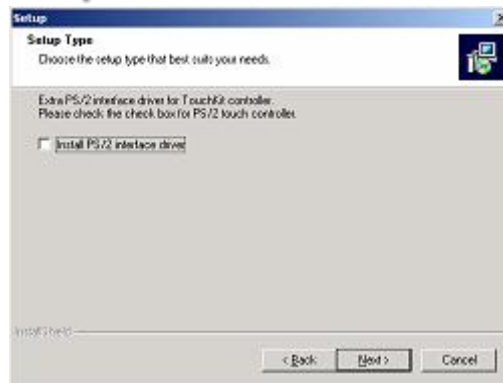 Setup
Setup Type
Choose the setup type that best suits your needs.
Extra PS/2 interface driver for TouchKit controller.
Please check the check box for PS/2 touch controller.
Install PS/2 interface driver
InstallShield
< Back
Next >
Cancel